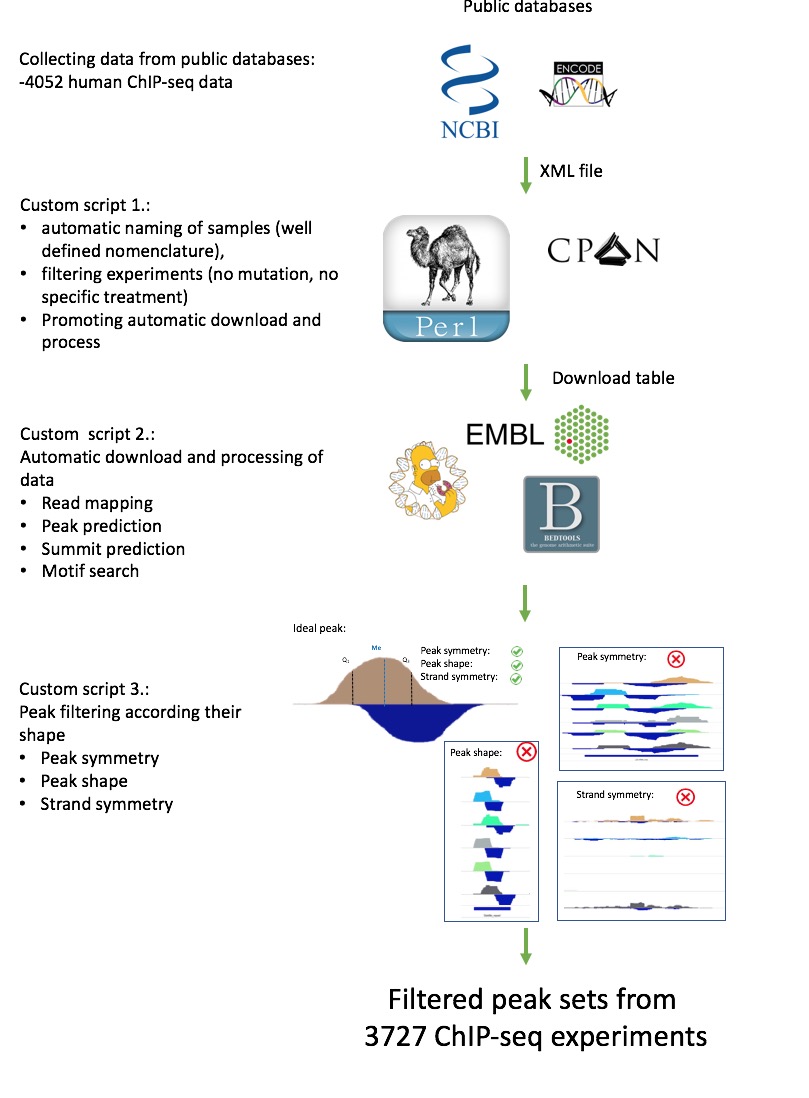 Public databases
Collecting data from public databases:
-4052 human ChIP-seq data
ENCODE
NCBI
XML file
Custom script 1.:
• automatic naming of samples (well
defined nomenclature),
• filtering experiments (no mutation, no
specific treatment)
• Promoting automatic download and
process
Perl
CPAN
Download table
Custom  script 2.:
Automatic download and processing of
data
• Read mapping
• Peak prediction
• Summit prediction
• Motif search
EMBL
B
BEDTOOLS
the genome arithmetic suite
Ideal peak:
Me
Q₁
Peak symmetry:
Peak shape:
Strand symmetry:
Peak symmetry:
Custom script 3.:
Peak filtering according their
shape
• Peak symmetry
• Peak shape
• Strand symmetry
Peak shape:
Strand symmetry:
Filtered peak sets from
3727 ChIP-seq experiments